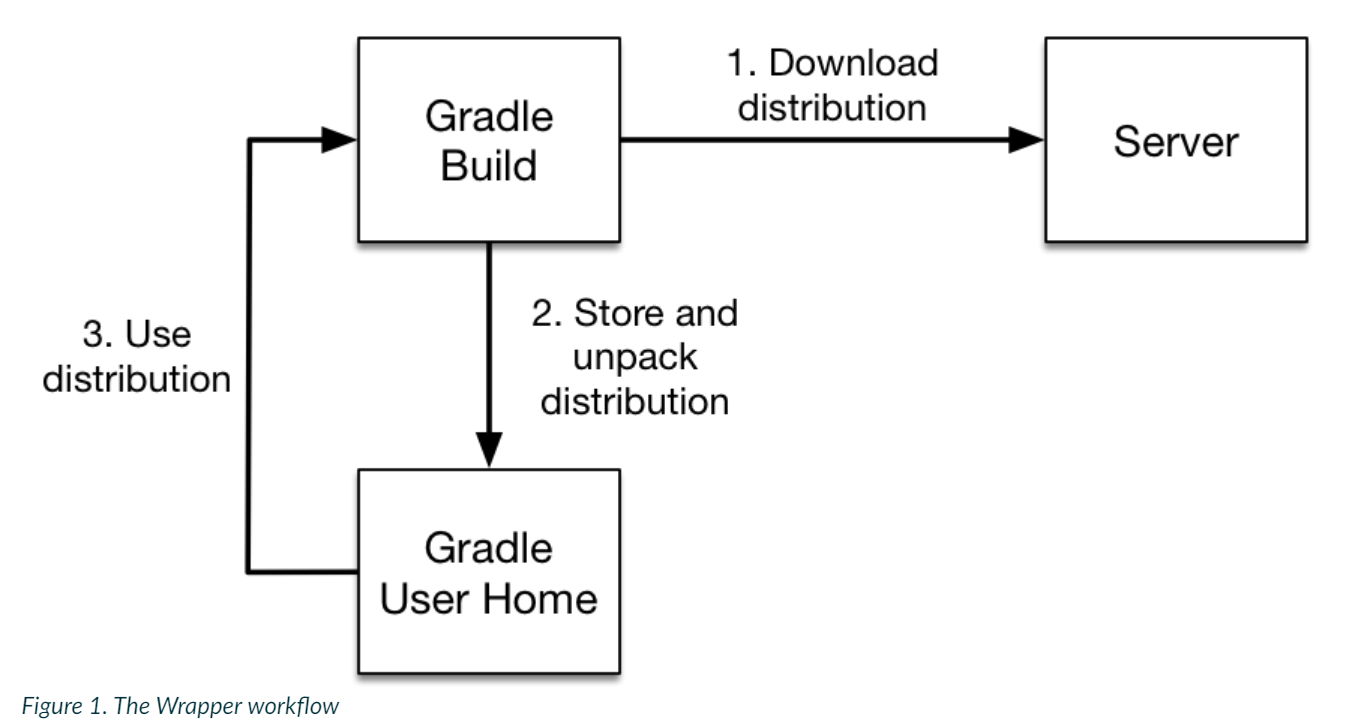 Gradle
Build
1. Download
distribution
Server
2. Store and
unpack
distribution
3. Use
distribution
Gradle
User Home
Figure 1. The Wrapper workflow